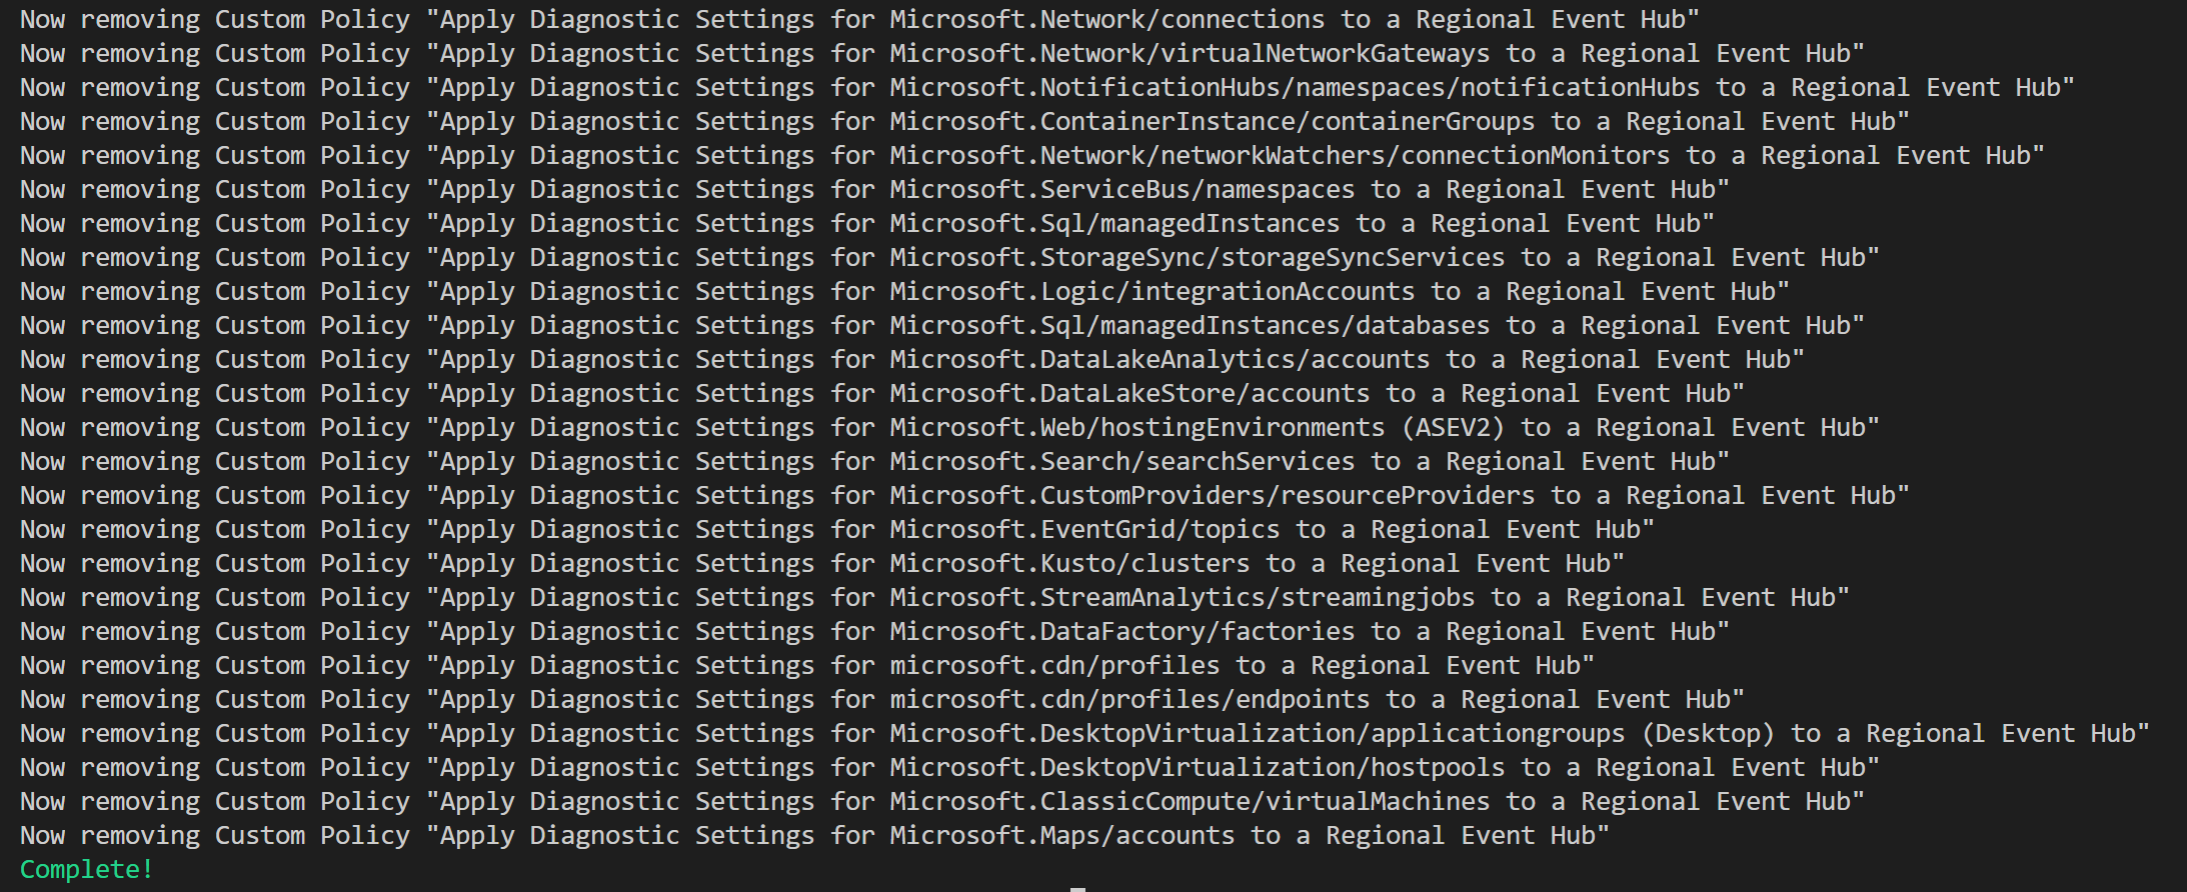 Now removing Custom Policy "Apply Diagnostic Settings for Microsoft.Network/connections to a Regional Event Hub"
Now removing Custom Policy "Apply Diagnostic Settings for Microsoft.Network/virtualNetworkGateways to a Regional Event Hub"
Now removing Custom Policy "Apply Diagnostic Settings for Microsoft.NotificationHubs/namespaces/notificationHubs to a Regional Event Hub"
Now removing Custom Policy "Apply Diagnostic Settings for Microsoft.ContainerInstance/containerGroups to a Regional Event Hub"
Now removing Custom Policy "Apply Diagnostic Settings for Microsoft.Network/networkWatchers/connectionMonitors to a Regional Event Hub"
Now removing Custom Policy "Apply Diagnostic Settings for Microsoft.ServiceBus/namespaces to a Regional Event Hub"
Now removing Custom Policy "Apply Diagnostic Settings for Microsoft.Sql/managedInstances to a Regional Event Hub"
Now removing Custom Policy "Apply Diagnostic Settings for Microsoft.StorageSync/storageSyncServices to a Regional Event Hub"
Now removing Custom Policy "Apply Diagnostic Settings for Microsoft.Logic/integrationAccounts to a Regional Event Hub"
Now removing Custom Policy "Apply Diagnostic Settings for Microsoft.Sql/managedInstances/databases to a Regional Event Hub"
Now removing Custom Policy "Apply Diagnostic Settings for Microsoft.DataLakeAnalytics/accounts to a Regional Event Hub"
Now removing Custom Policy "Apply Diagnostic Settings for Microsoft.DataLakeStore/accounts to a Regional Event Hub"
Now removing Custom Policy "Apply Diagnostic Settings for Microsoft.Web/hostingEnvironments (ASEV2) to a Regional Event Hub"
Now removing Custom Policy "Apply Diagnostic Settings for Microsoft.Search/searchServices to a Regional Event Hub"
Now removing Custom Policy "Apply Diagnostic Settings for Microsoft.CustomProviders/resourceProviders to a Regional Event Hub"
Now removing Custom Policy "Apply Diagnostic Settings for Microsoft.EventGrid/topics to a Regional Event Hub"
Now removing Custom Policy "Apply Diagnostic Settings for Microsoft.Kusto/clusters to a Regional Event Hub"
Now removing Custom Policy "Apply Diagnostic Settings for Microsoft.StreamAnalytics/streamingjobs to a Regional Event Hub"
Now removing Custom Policy "Apply Diagnostic Settings for Microsoft.DataFactory/factories to a Regional Event Hub"
Now removing Custom Policy "Apply Diagnostic Settings for microsoft.cdn/profiles to a Regional Event Hub"
Now removing Custom Policy "Apply Diagnostic Settings for microsoft.cdn/profiles/endpoints to a Regional Event Hub"
Now removing Custom Policy "Apply Diagnostic Settings for Microsoft.DesktopVirtualization/applicationgroups (Desktop) to a Regional Event Hub"
Now removing Custom Policy "Apply Diagnostic Settings for Microsoft.DesktopVirtualization/hostpools to a Regional Event Hub"
Now removing Custom Policy "Apply Diagnostic Settings for Microsoft.ClassicCompute/virtualMachines to a Regional Event Hub"
Now removing Custom Policy "Apply Diagnostic Settings for Microsoft.Maps/accounts to a Regional Event Hub"
Complete!